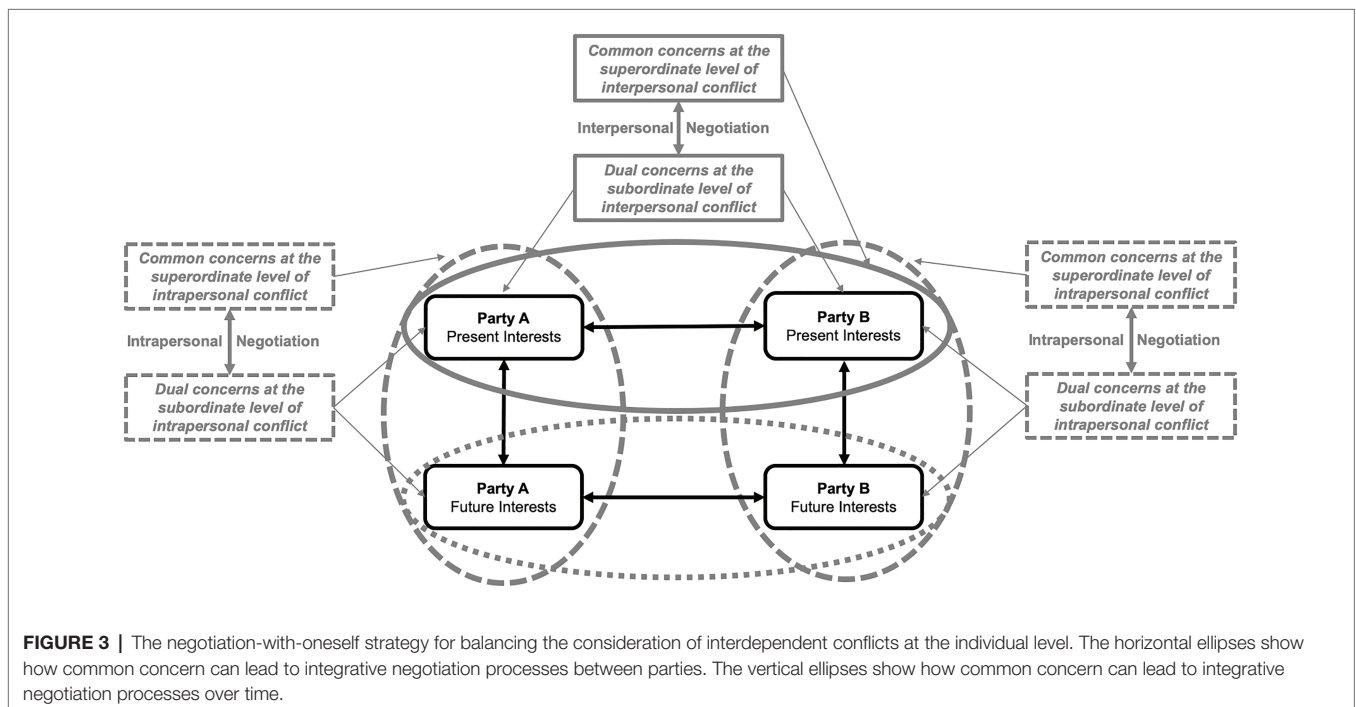 Common concerns at the
superordinate level of
interpersonal conflict
Interpersonal Negotiation
Dual concerns at the
subordinate level of
interpersonal conflict
Common concerns at the
superordinate level of
intrapersonal conflict
Intrapersonal Negotiation
Dual concerns at the
subordinate level of
intrapersonal conflict
Common concerns at the
superordinate level of
intrapersonal conflict
Intrapersonal Negotiation
Dual concerns at the
subordinate level of
intrapersonal conflict
Party A
Present Interests
Party B
Present Interests
Party A
Future Interests
Party B
Future Interests
FIGURE 3 | The negotiation-with-oneself strategy for balancing the consideration of interdependent conflicts at the individual level. The horizontal ellipses show
how common concern can lead to integrative negotiation processes between parties. The vertical ellipses show how common concern can lead to integrative
negotiation processes over time.